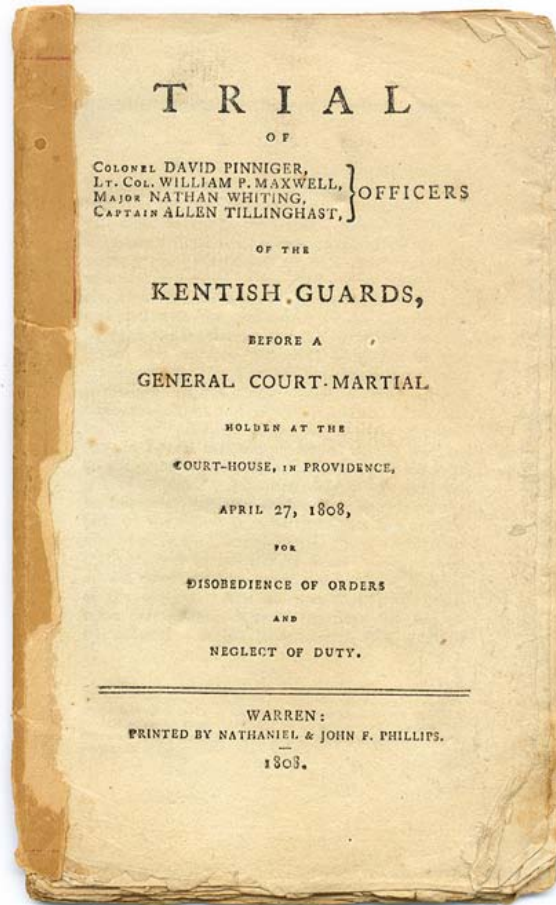 TRIAL
OF
COLONEL DAVID PINNIGER,
LT. COL. WILLIAM P. MAXWELL,
MAJOR NATHAN WHITING,
CAPTAIN ALLEN TILLINGHAST,
} OFFICERS
OF THE
KENTISH GUARDS,
BEFORE A
GENERAL COURT-MARTIAL
HOLDEN AT THE
COURT-HOUSE, IN PROVIDENCE,
APRIL 27, 1808,
FOR
DISOBEDIENCE OF ORDERS
AND
NEGLECT OF DUTY.
WARREN:
PRINTED BY NATHANIEL & JOHN F. PHILLIPS.
1808.